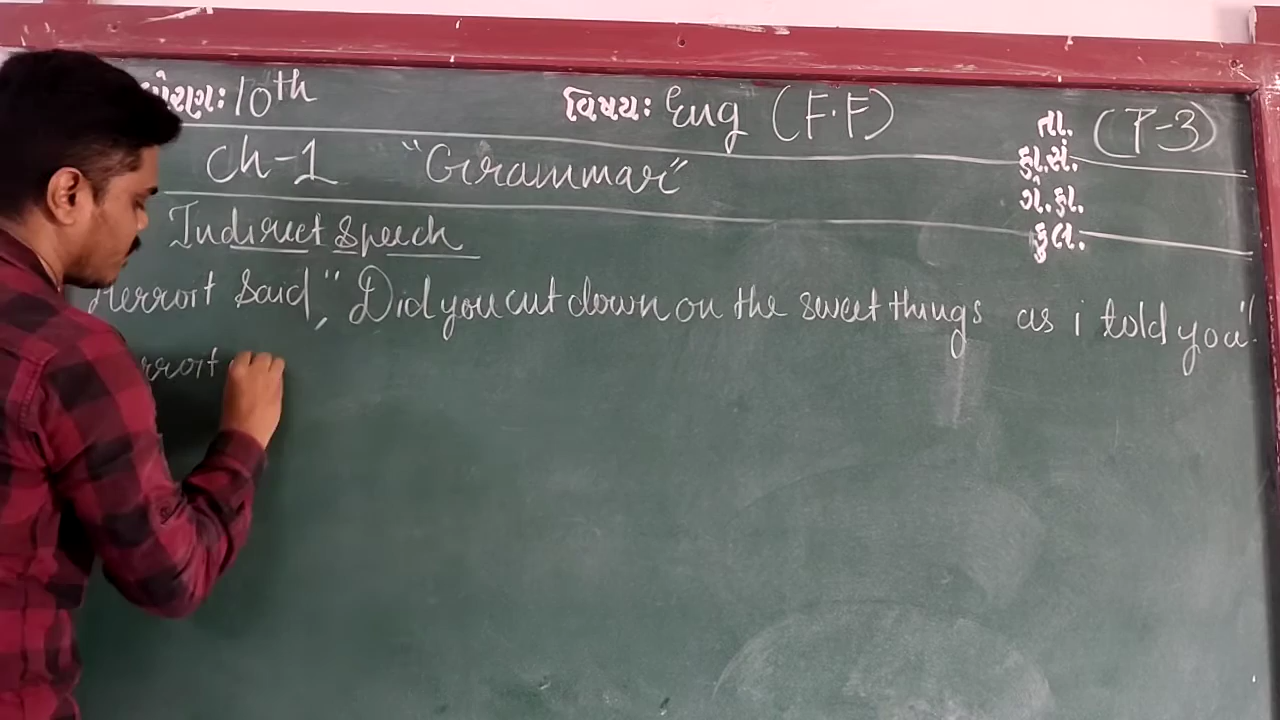 ધોરણઃ 10th વિષયઃ Eng (F.F) તા. (P-3)
Ch-1 "Grammar" હા.સં.
ગે.હા.
Indirect Speech કુલ.
Herroit Said, "Did you cut down on the sweet things as i told you".